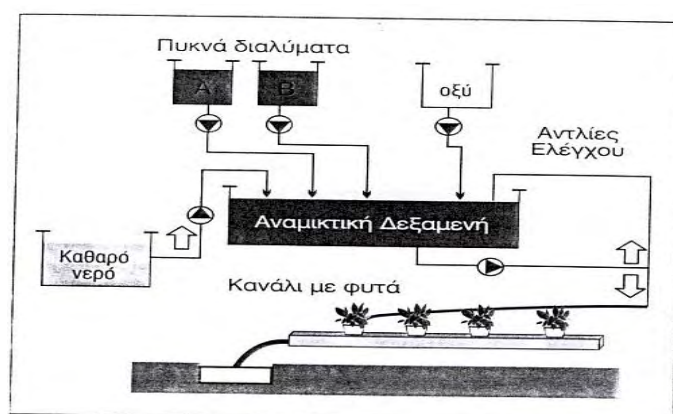 Πυκνά διαλύματα
Α
Β
οξύ
Αντλίες
Ελέγχου
Αναμικτική Δεξαμενή
Καθαρό
νερό
Κανάλι με φυτά